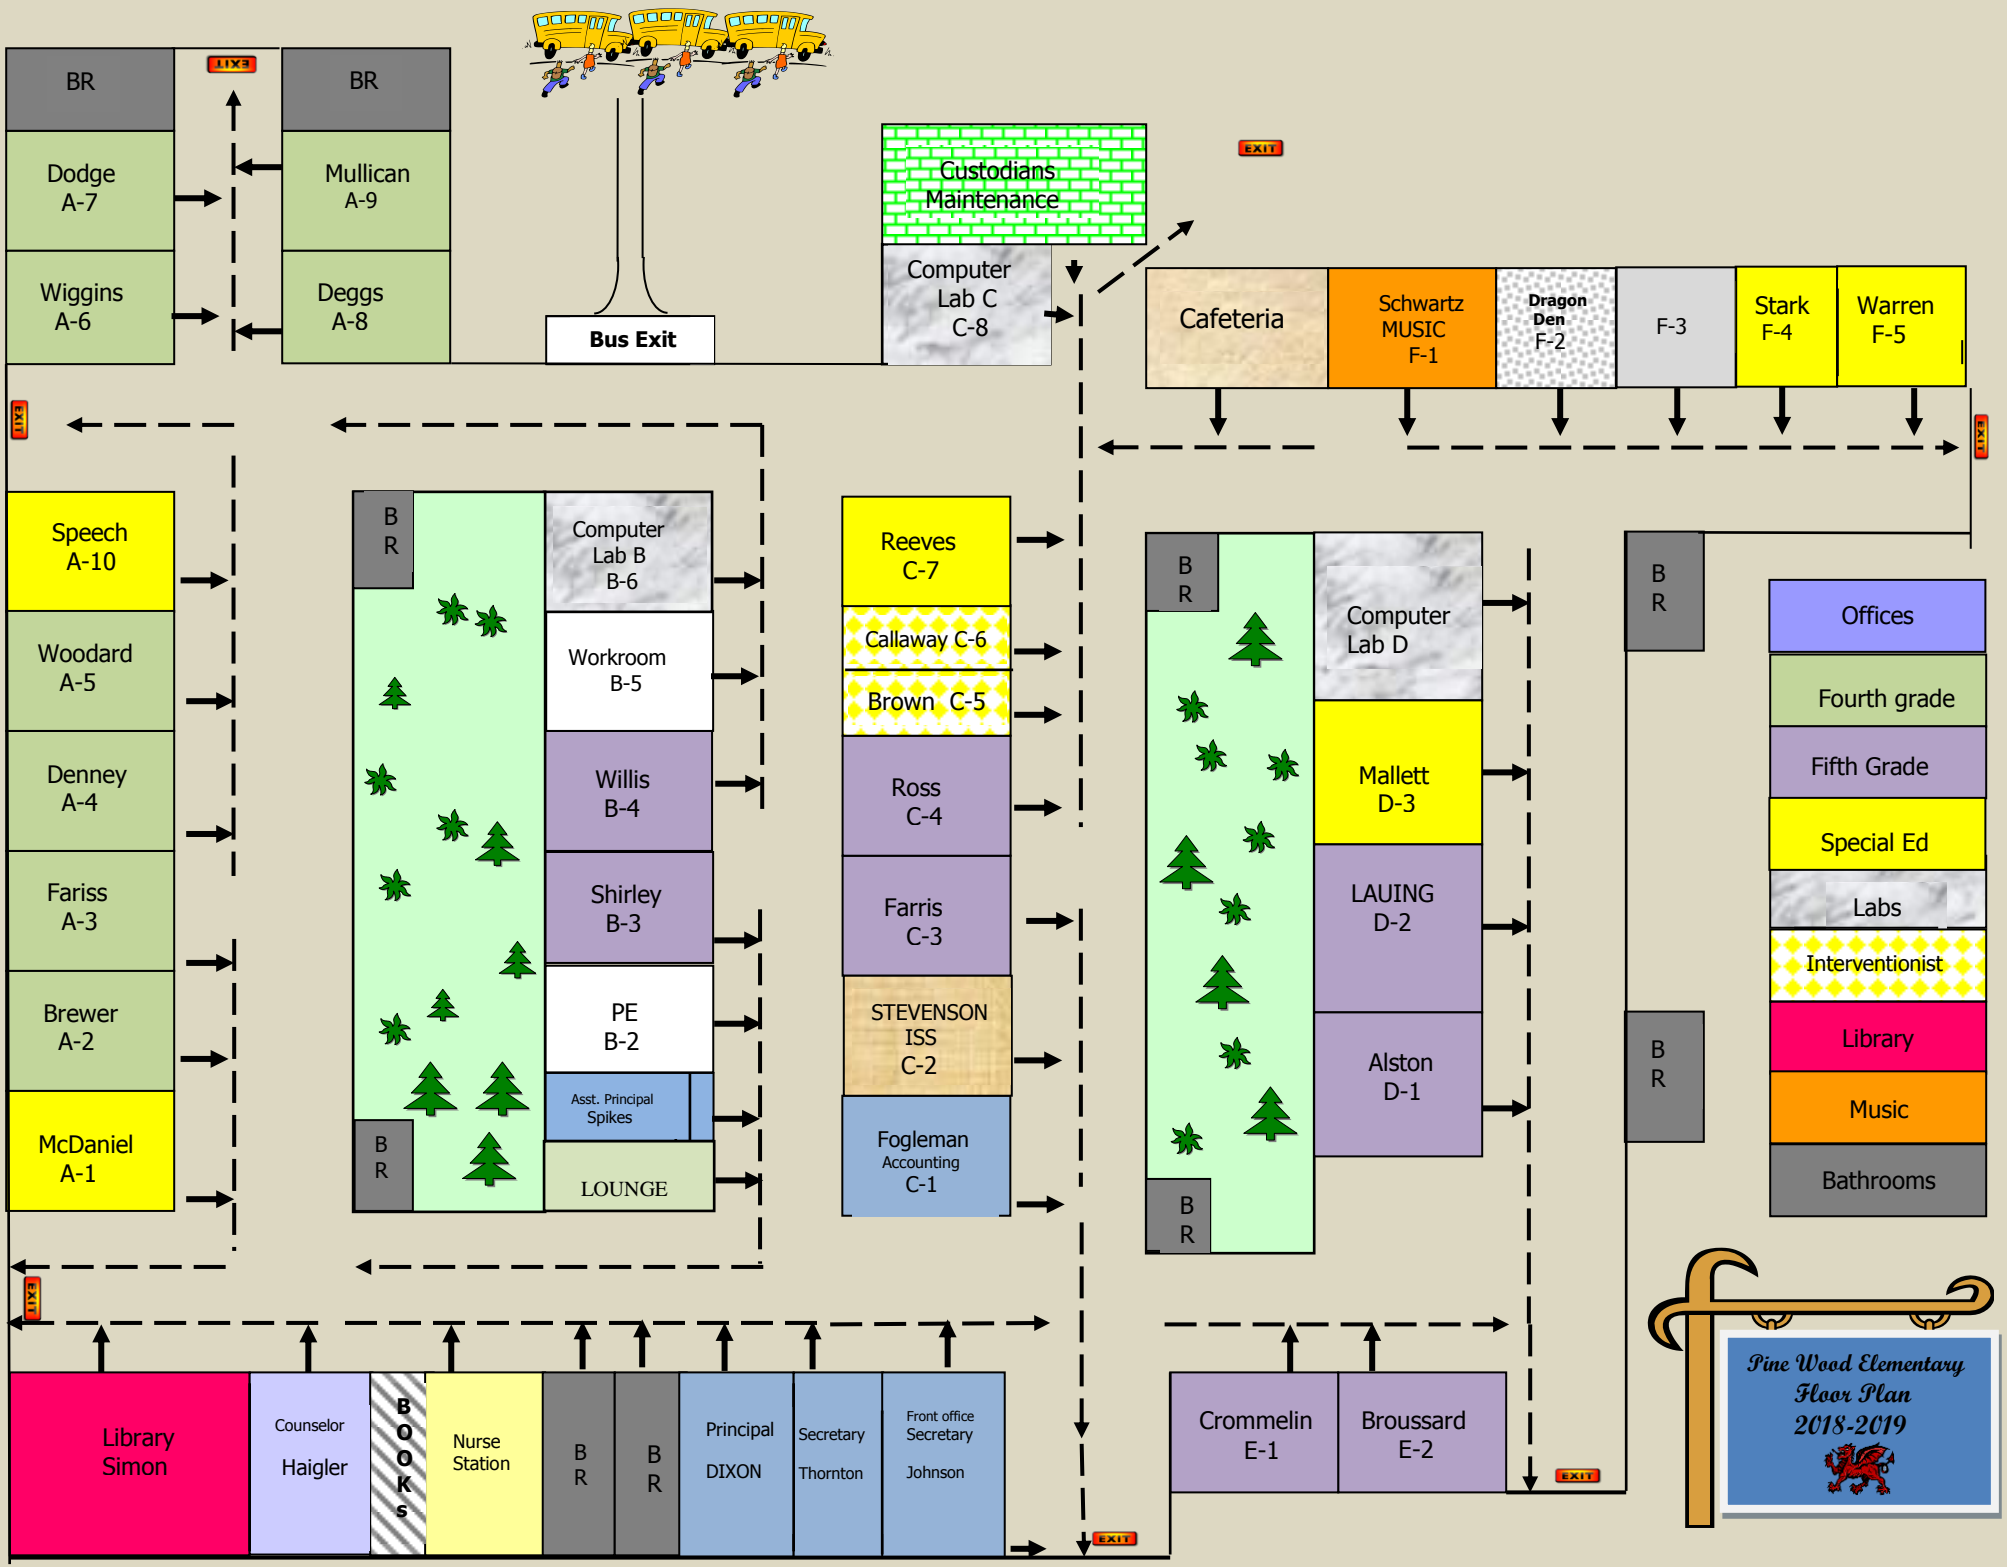 EXIT
BR
BR
Dodge
A-7
Mullican
A-9
Wiggins
A-6
Deggs
A-8
Bus Exit
Custodians
Maintenance
EXIT
Computer
Lab C
C-8
Cafeteria
Schwartz
MUSIC
F-1
Dragon
Den
F-2
F-3
Stark
F-4
Warren
F-5
EXIT
EXIT
Speech
A-10
Woodard
A-5
Denney
A-4
Fariss
A-3
Brewer
A-2
McDaniel
A-1
B
R
B
R
Computer
Lab B
B-6
Workroom
B-5
Willis
B-4
Shirley
B-3
PE
B-2
Asst. Principal
Spikes
LOUNGE
Reeves
C-7
Callaway C-6
Brown C-5
Ross
C-4
Farris
C-3
STEVENSON
ISS
C-2
Fogleman
Accounting
C-1
B
R
B
R
Computer
Lab D
Mallett
D-3
LAUING
D-2
Alston
D-1
B
R
B
R
Offices
Fourth grade
Fifth Grade
Special Ed
Labs
Interventionist
Library
Music
Bathrooms
EXIT
Library
Simon
Counselor
Haigler
B
O
O
K
s
Nurse
Station
B
R
B
R
Principal
DIXON
Secretary
Thornton
Front office
Secretary
Johnson
EXIT
Crommelin
E-1
Broussard
E-2
EXIT
Pine Wood Elementary
Floor Plan
2018-2019